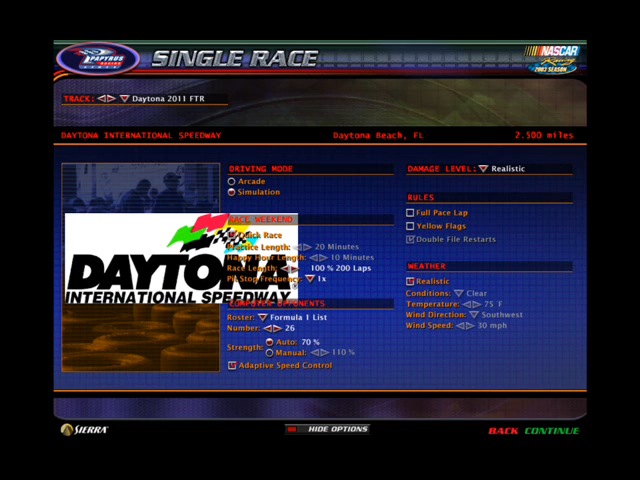 PAPYRUS
RACING
GAMES
SINGLE RACE
NASCAR
Racing
2003 SEASON
TRACK: Daytona 2011 FTR
DAYTONA INTERNATIONAL SPEEDWAY Daytona Beach, FL 2.500 miles
DRIVING MODE
Arcade
Simulation
RACE WEEKEND
Quick Race
Practice Length: 20 Minutes
Happy Hour Length: 10 Minutes
Race Length: 100 % 200 Laps
Pit Stop Frequency: 1x
DAYTONA
INTERNATIONAL SPEEDWAY
COMPUTER OPPONENTS
Roster: Formula 1 List
Number: 26
Strength: Auto: 70 %
Manual: 110 %
Adaptive Speed Control
DAMAGE LEVEL: Realistic
RULES
Full Pace Lap
Yellow Flags
Double File Restarts
WEATHER
Realistic
Conditions: Clear
Temperature: 75 °F
Wind Direction: Southwest
Wind Speed: 30 mph
SIERRA
HIDE OPTIONS
BACK CONTINUE